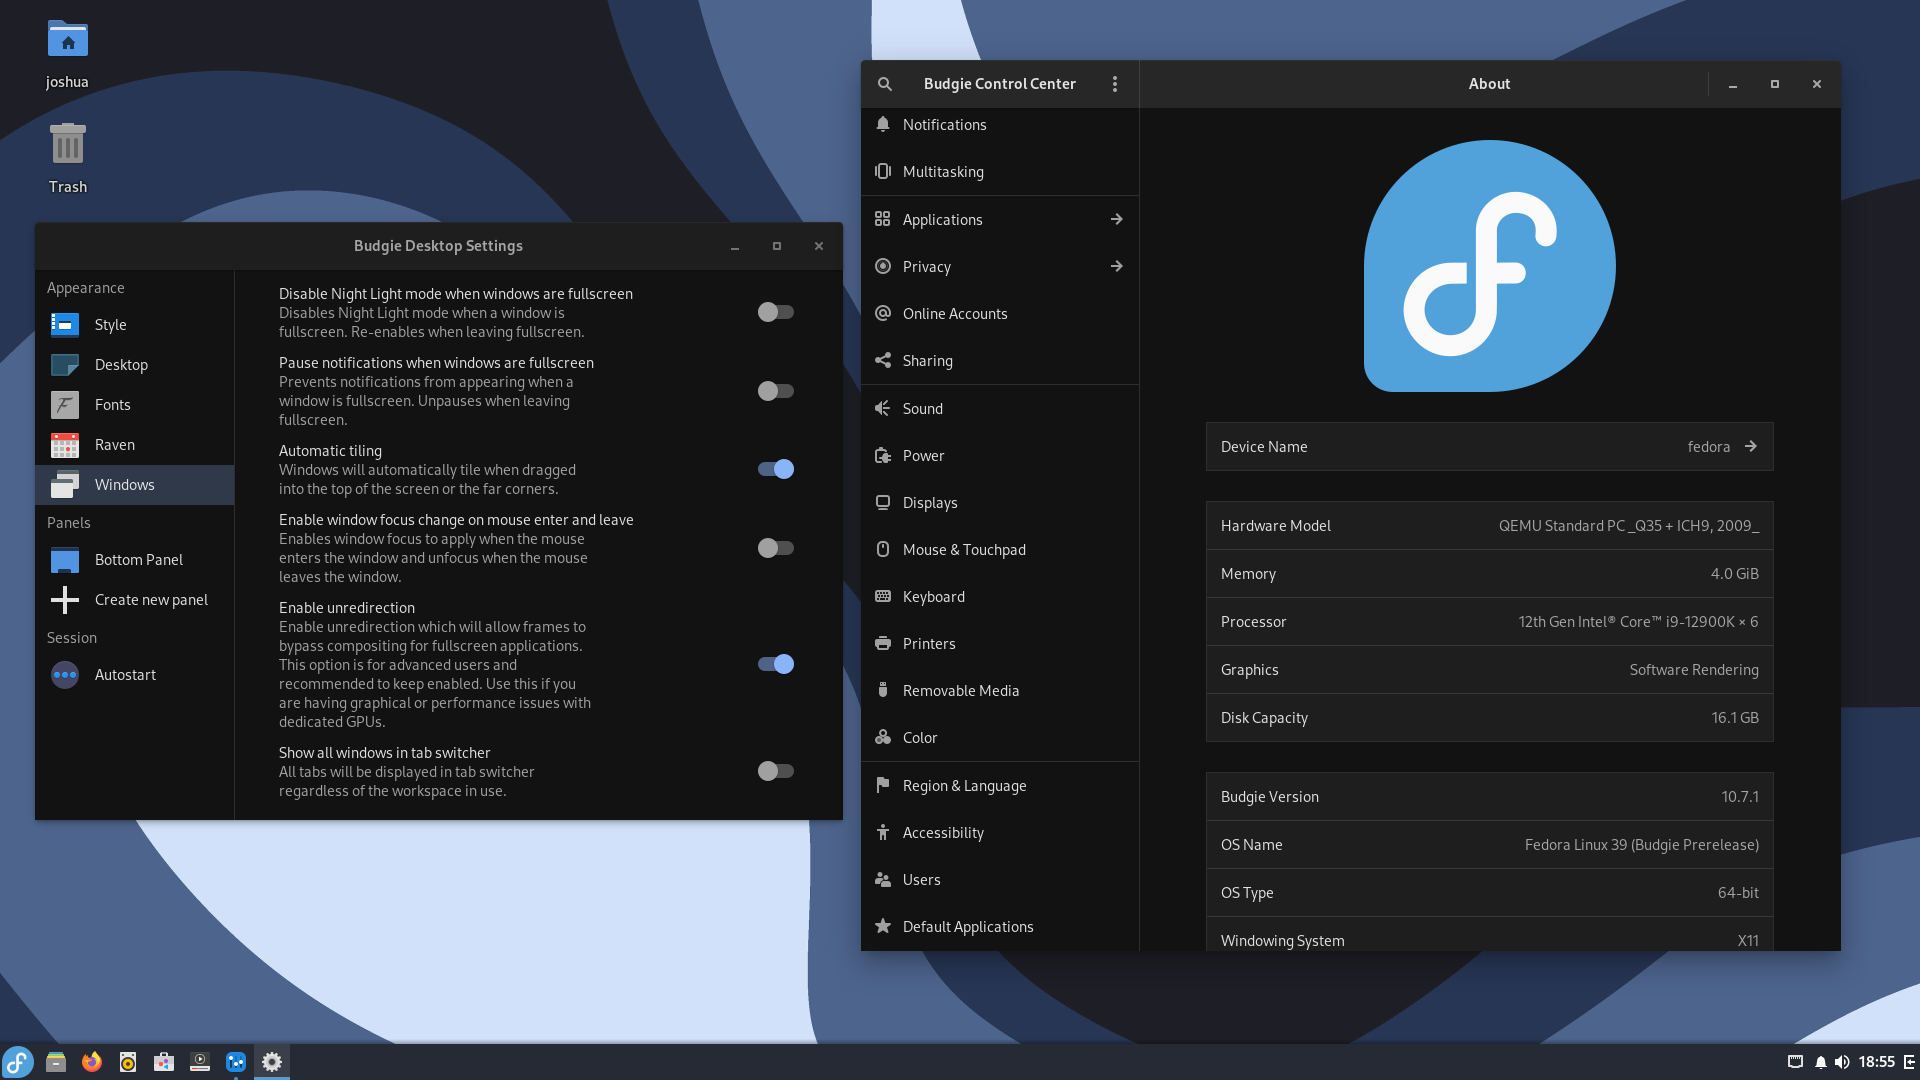 joshua
Trash
Budgie Desktop Settings
Appearance
Style
Desktop
Fonts
Raven
Windows
Panels
Bottom Panel
Create new panel
Session
Autostart
Disable Night Light mode when windows are fullscreen
Disables Night Light mode when a window is
fullscreen. Re-enables when leaving fullscreen.
Pause notifications when windows are fullscreen
Prevents notifications from appearing when a
window is fullscreen. Unpauses when leaving
fullscreen.
Automatic tiling
Windows will automatically tile when dragged
into the top of the screen or the far corners.
Enable window focus change on mouse enter and leave
Enables window focus to apply when the mouse
enters the window and unfocus when the mouse
leaves the window.
Enable unredirection
Enable unredirection which will allow frames to
bypass compositing for fullscreen applications.
This option is for advanced users and
recommended to keep enabled. Use this if you
are having graphical or performance issues with
dedicated GPUs.
Show all windows in tab switcher
All tabs will be displayed in tab switcher
regardless of the workspace in use.
Budgie Control Center
Notifications
Multitasking
Applications
Privacy
Online Accounts
Sharing
Sound
Power
Displays
Mouse & Touchpad
Keyboard
Printers
Removable Media
Color
Region & Language
Accessibility
Users
Default Applications
About
Device Name fedora
Hardware Model QEMU Standard PC _Q35 + ICH9, 2009_
Memory 4.0 GiB
Processor 12th Gen Intel® Core™ i9-12900K × 6
Graphics Software Rendering
Disk Capacity 16.1 GB
Budgie Version 10.7.1
OS Name Fedora Linux 39 (Budgie Prerelease)
OS Type 64-bit
Windowing System X11
18:55